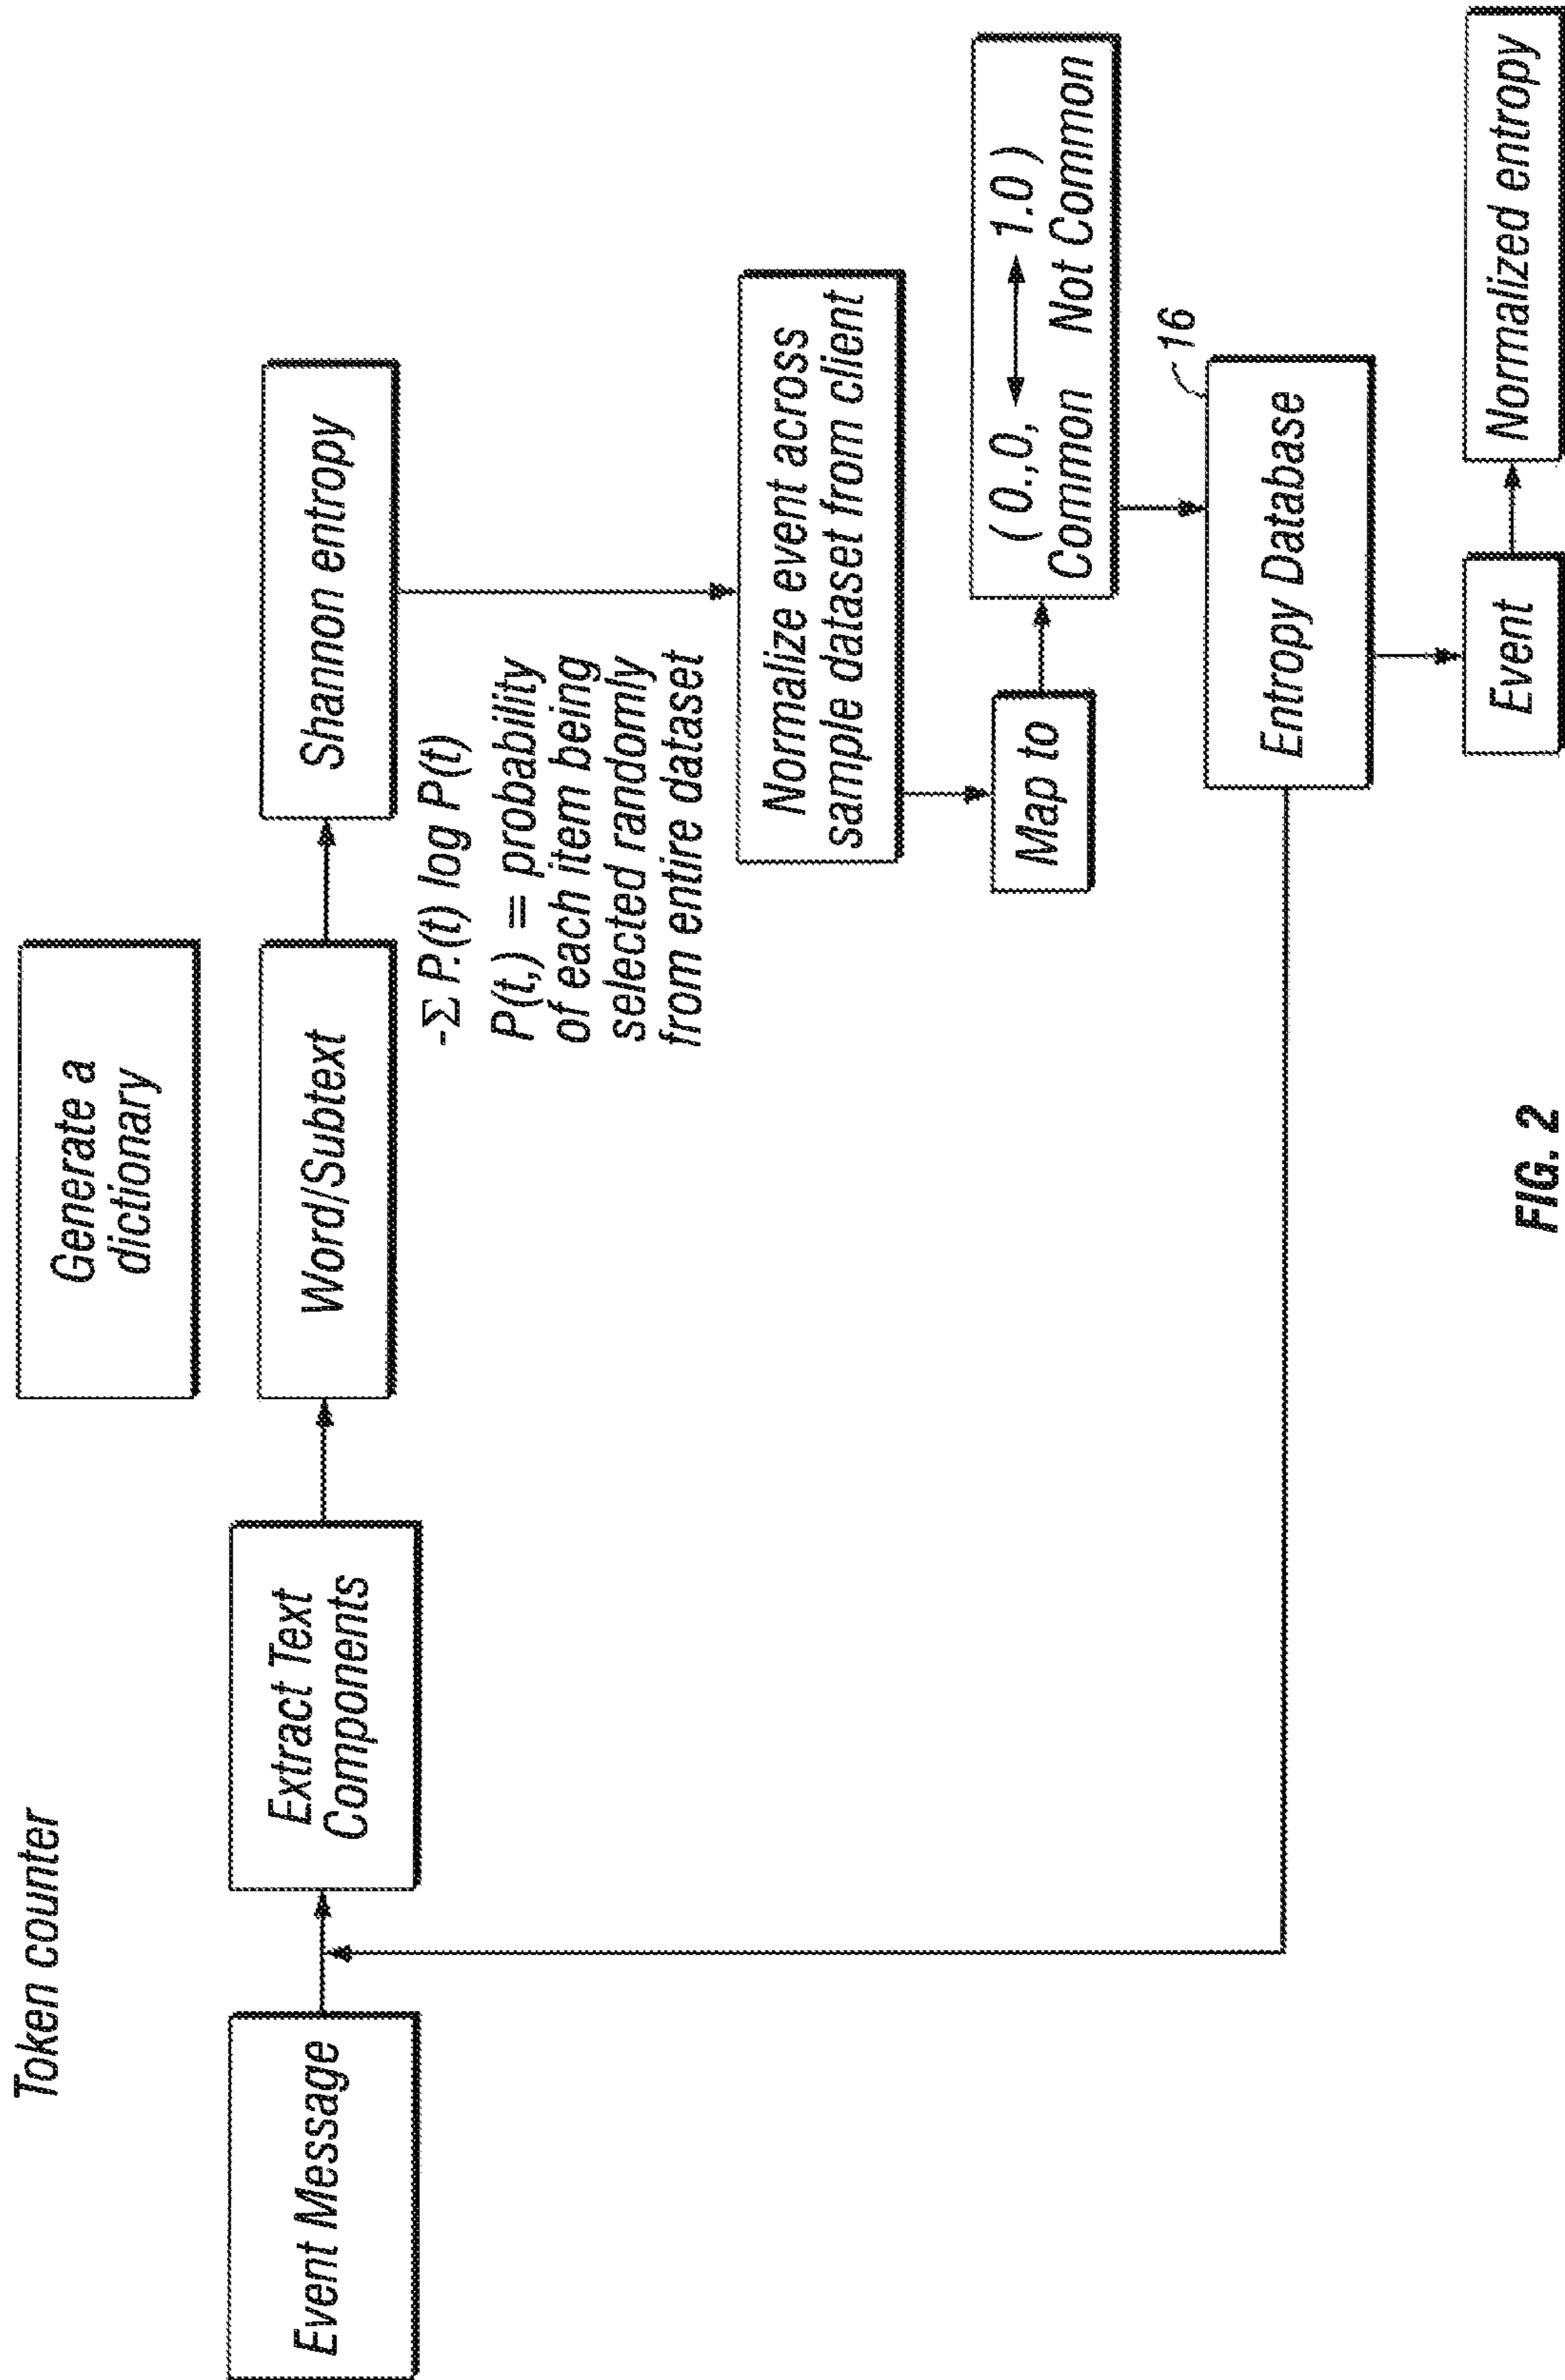 Token counter
Generate a
dictionary
Event Message
Extract Text
Components
Word/Subtext
Shannon entropy
-Σ P.(t) log P(t)
P(t,) = probability
of each item being
selected randomly
from entire dataset
Normalize event across
sample dataset from client
Map to
( 0.,0, ⟷ 1.0 )
Common Not Common
16
Entropy Database
Event
Normalized entropy
FIG. 2